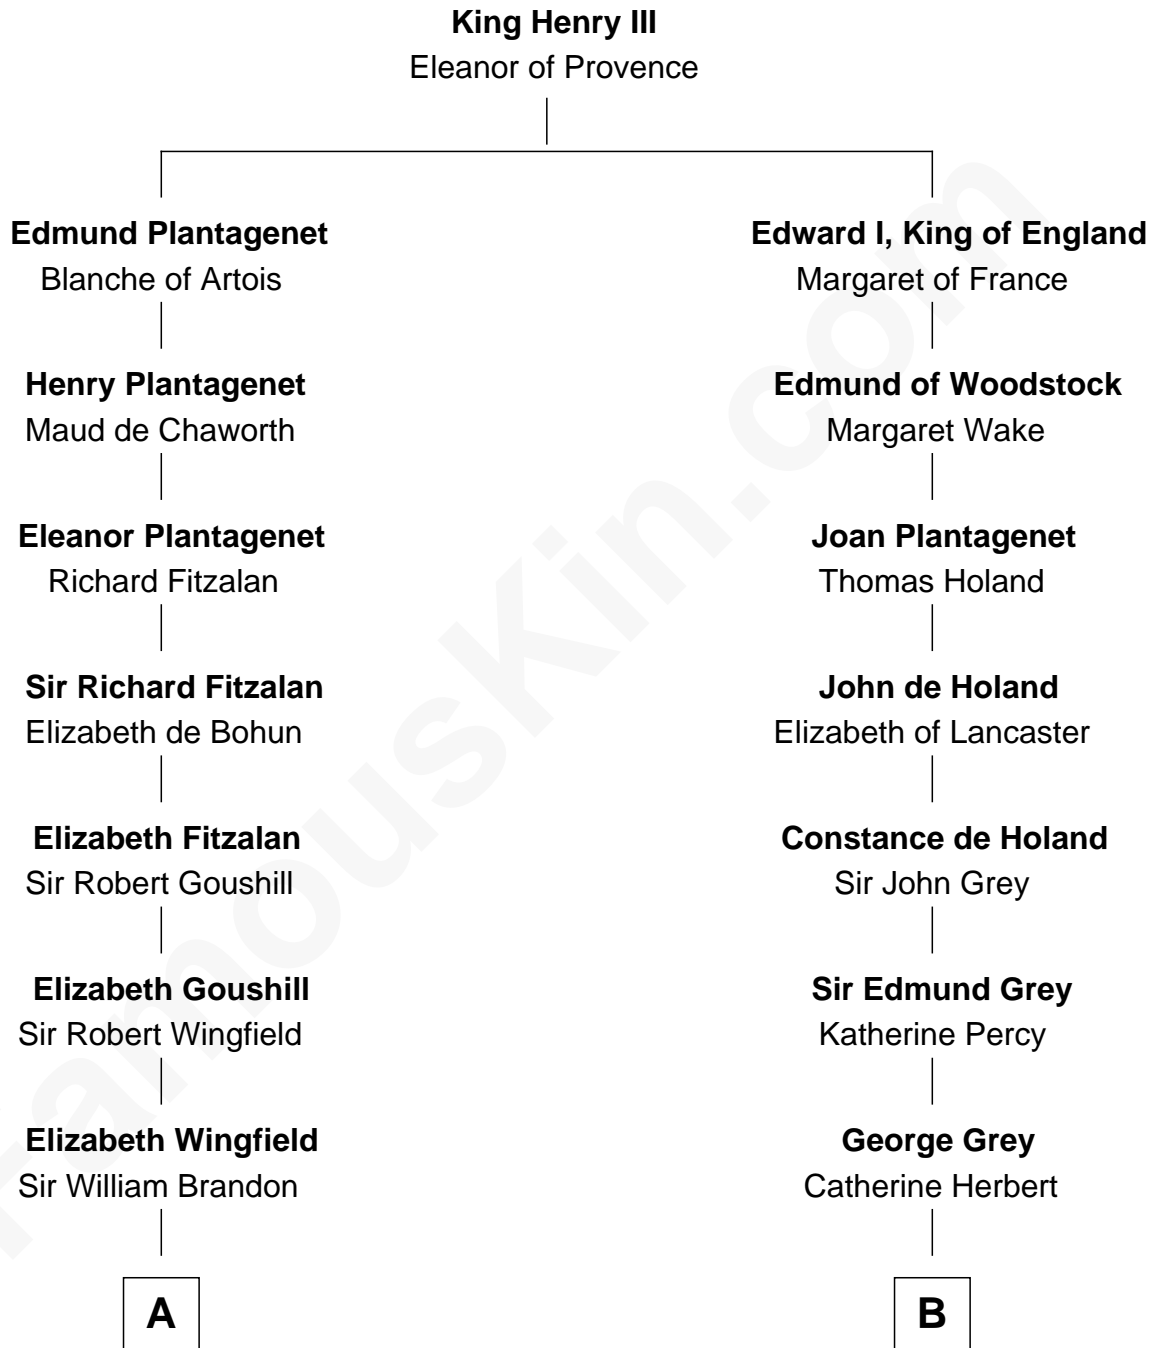 King Henry III
Eleanor of Provence
Edmund Plantagenet
Blanche of Artois
Edward I, King of England
Margaret of France
Henry Plantagenet
Maud de Chaworth
Edmund of Woodstock
Margaret Wake
Eleanor Plantagenet
Richard Fitzalan
Joan Plantagenet
Thomas Holand
Sir Richard Fitzalan
Elizabeth de Bohun
John de Holand
Elizabeth of Lancaster
Elizabeth Fitzalan
Sir Robert Goushill
Constance de Holand
Sir John Grey
Elizabeth Goushill
Sir Robert Wingfield
Sir Edmund Grey
Katherine Percy
Elizabeth Wingfield
Sir William Brandon
George Grey
Catherine Herbert
A
B
FamousKin.com